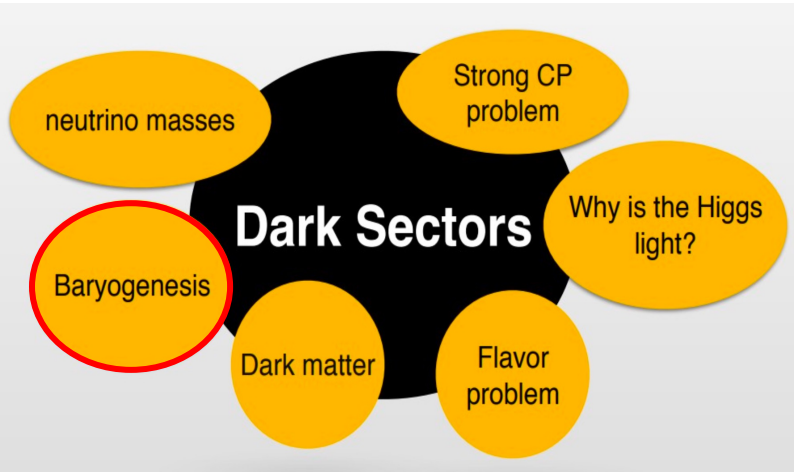 Strong CP
problem
neutrino masses
Why is the Higgs
light?
Dark Sectors
Baryogenesis
Dark matter
Flavor
problem